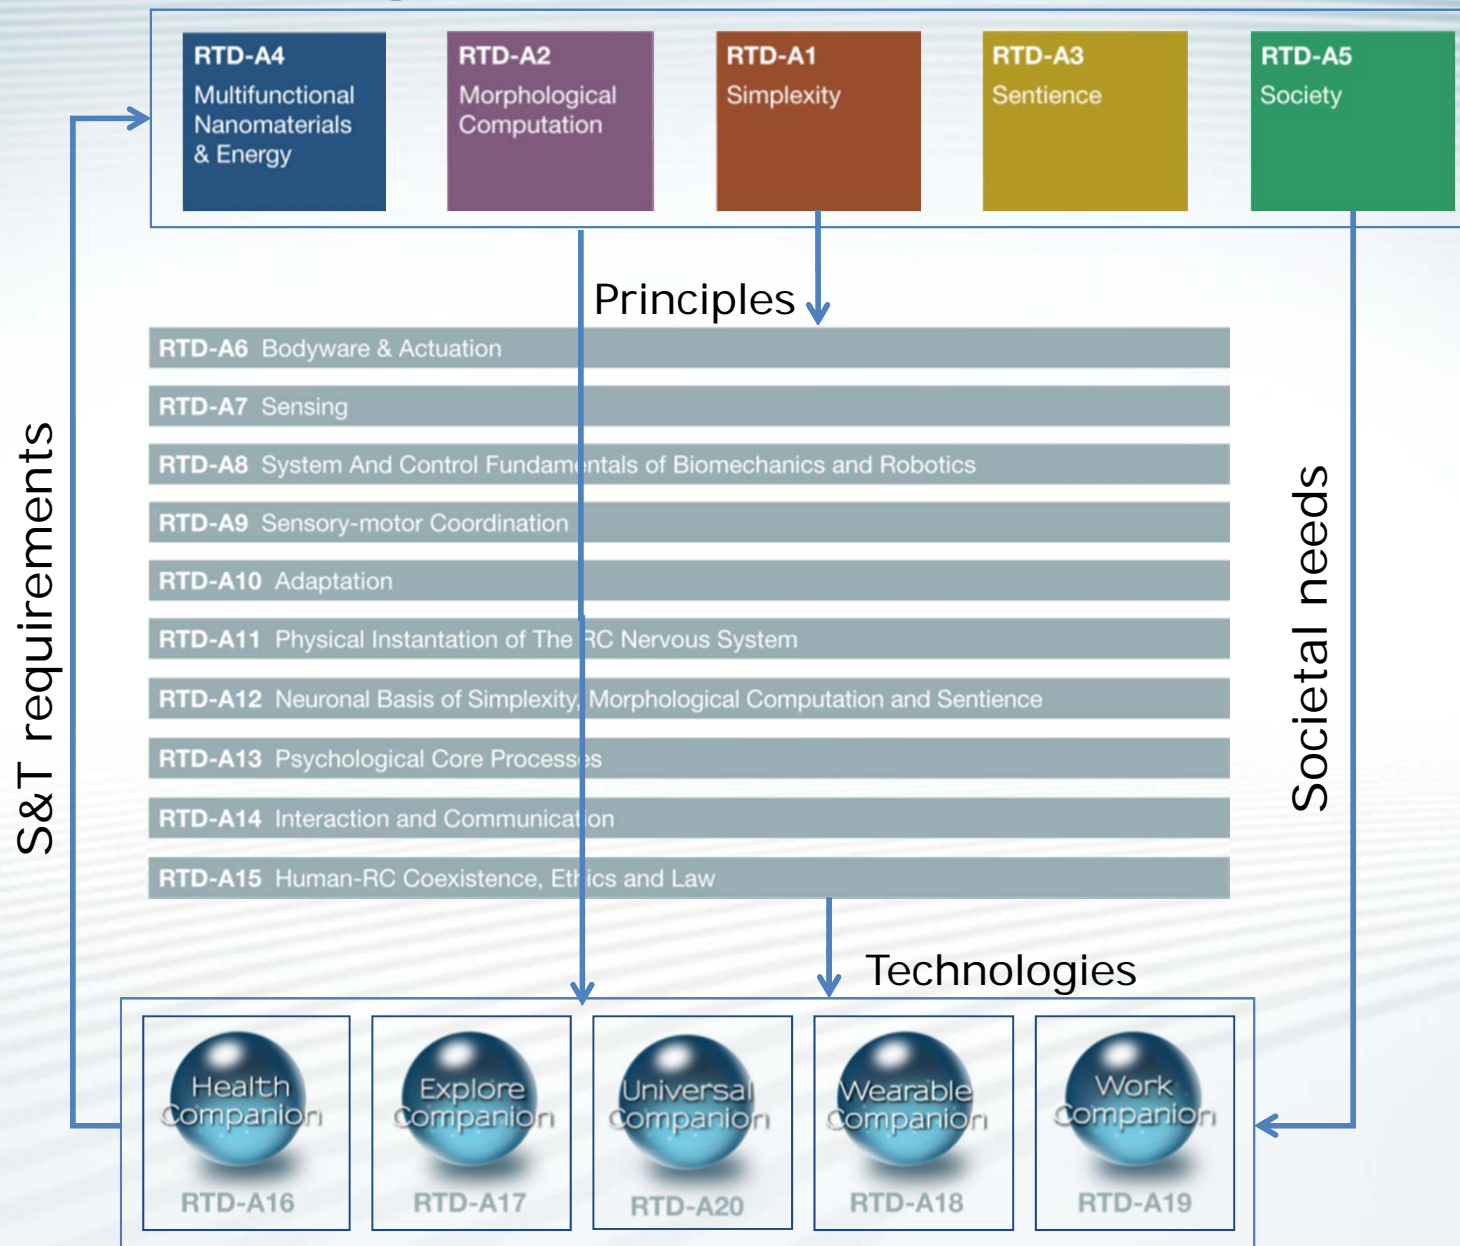 RTD-A4
Multifunctional
Nanomaterials
& Energy
RTD-A2
Morphological
Computation
RTD-A1
Simplexity
RTD-A3
Sentience
RTD-A5
Society
Principles
RTD-A6 Bodyware & Actuation
RTD-A7 Sensing
RTD-A8 System And Control Fundamentals of Biomechanics and Robotics
RTD-A9 Sensory-motor Coordination
RTD-A10 Adaptation
RTD-A11 Physical Instantation of The RC Nervous System
RTD-A12 Neuronal Basis of Simplexity, Morphological Computation and Sentience
RTD-A13 Psychological Core Processes
RTD-A14 Interaction and Communication
RTD-A15 Human-RC Coexistence, Ethics and Law
S&T requirements
Societal needs
Technologies
Health
Companion
RTD-A16
Explore
Companion
RTD-A17
Universal
Companion
RTD-A20
Wearable
Companion
RTD-A18
Work
Companion
RTD-A19